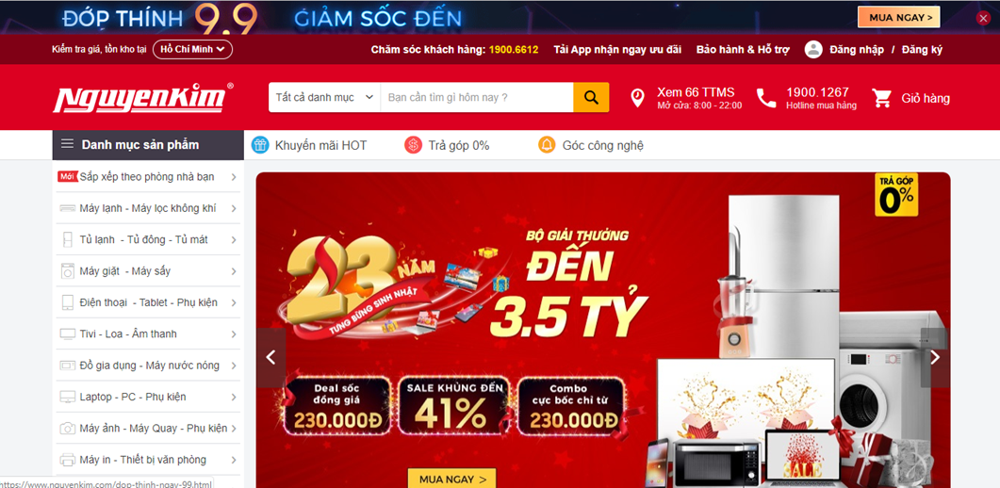 ĐỚP THÍNH 9.9 GIẢM SỐC ĐẾN MUA NGAY >
Kiểm tra giá, tồn kho tại Hồ Chí Minh Chăm sóc khách hàng: 1900.6612 Tải App nhận ngay ưu đãi Bảo hành & Hỗ trợ Đăng nhập / Đăng ký
NguyenKim®
Tất cả danh mục
Bạn cần tìm gì hôm nay ?
Xem 66 TTMS
Mở cửa: 8:00 - 22:00
1900.1267
Hotline mua hàng
Giỏ hàng
Danh mục sản phẩm
Khuyến mãi HOT
Trả góp 0%
Góc công nghệ
Mới Sắp xếp theo phòng nhà bạn
Máy lạnh - Máy lọc không khí
Tủ lạnh - Tủ đông - Tủ mát
Máy giặt - Máy sấy
Điện thoại - Tablet - Phụ kiện
Tivi - Loa - Âm thanh
Đồ gia dụng - Máy nước nóng
Laptop - PC - Phụ kiện
Máy ảnh - Máy Quay - Phụ kiện
Máy in - Thiết bị văn phòng
https://www.nguyenkim.com/dop-thinh-ngay-99.html
23 NĂM
TƯNG BỪNG SINH NHẬT
BỘ GIẢI THƯỞNG
ĐẾN
3.5 TỶ
TRẢ GÓP
0%
Deal sốc
đồng giá
230.000Đ
SALE KHỦNG ĐẾN
41%
Combo
cực bốc chỉ từ
230.000Đ
SALE
MUA NGAY >